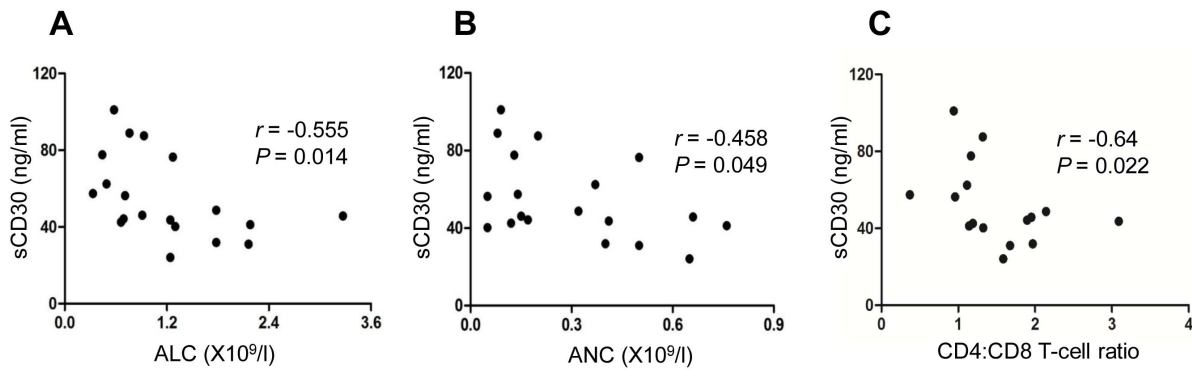 A
B
C
120
80
40
0
sCD30 (ng/ml)
r = -0.555
P = 0.014
0.0
1.2
2.4
3.6
ALC (X10⁹/l)
120
80
40
0
sCD30 (ng/ml)
r = -0.458
P = 0.049
0.0
0.3
0.6
0.9
ANC (X10⁹/l)
120
80
40
0
sCD30 (ng/ml)
r = -0.64
P = 0.022
0
1
2
3
4
CD4:CD8 T-cell ratio